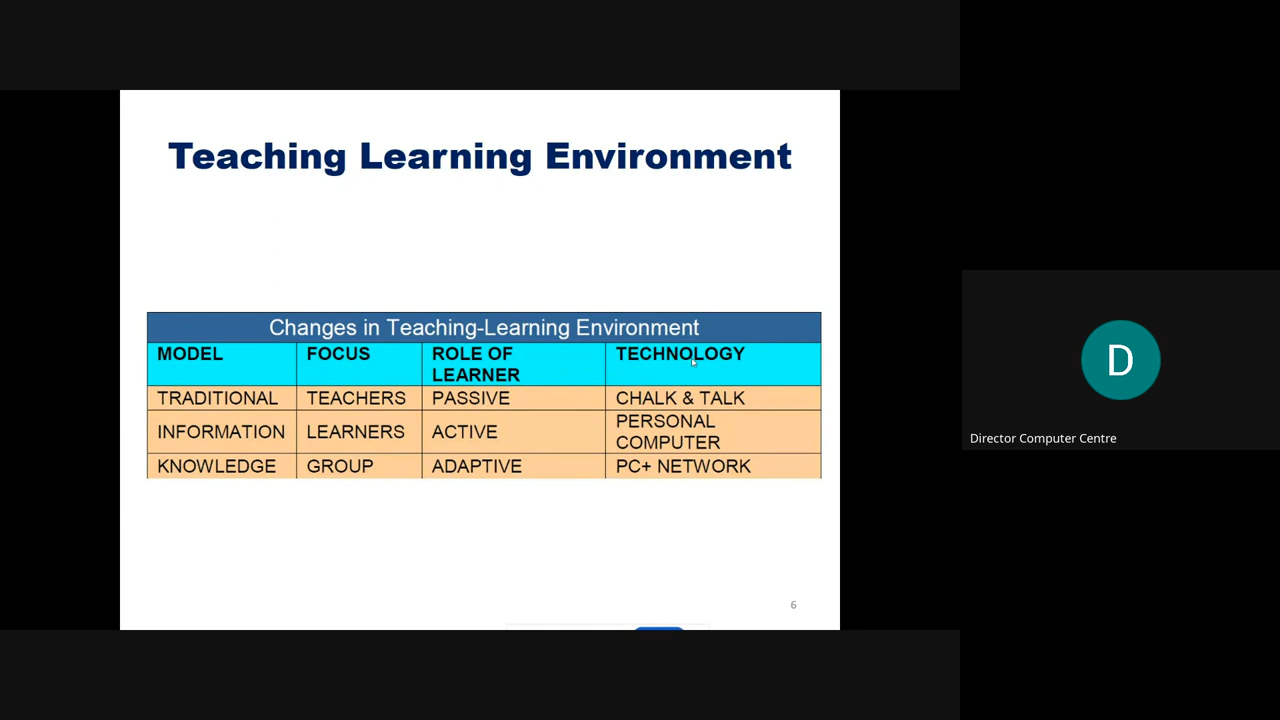 Teaching Learning Environment
Changes in Teaching-Learning Environment
MODEL FOCUS ROLE OF LEARNER TECHNOLOGY
TRADITIONAL TEACHERS PASSIVE CHALK & TALK
INFORMATION LEARNERS ACTIVE PERSONAL COMPUTER
KNOWLEDGE GROUP ADAPTIVE PC+ NETWORK
6
D
Director Computer Centre